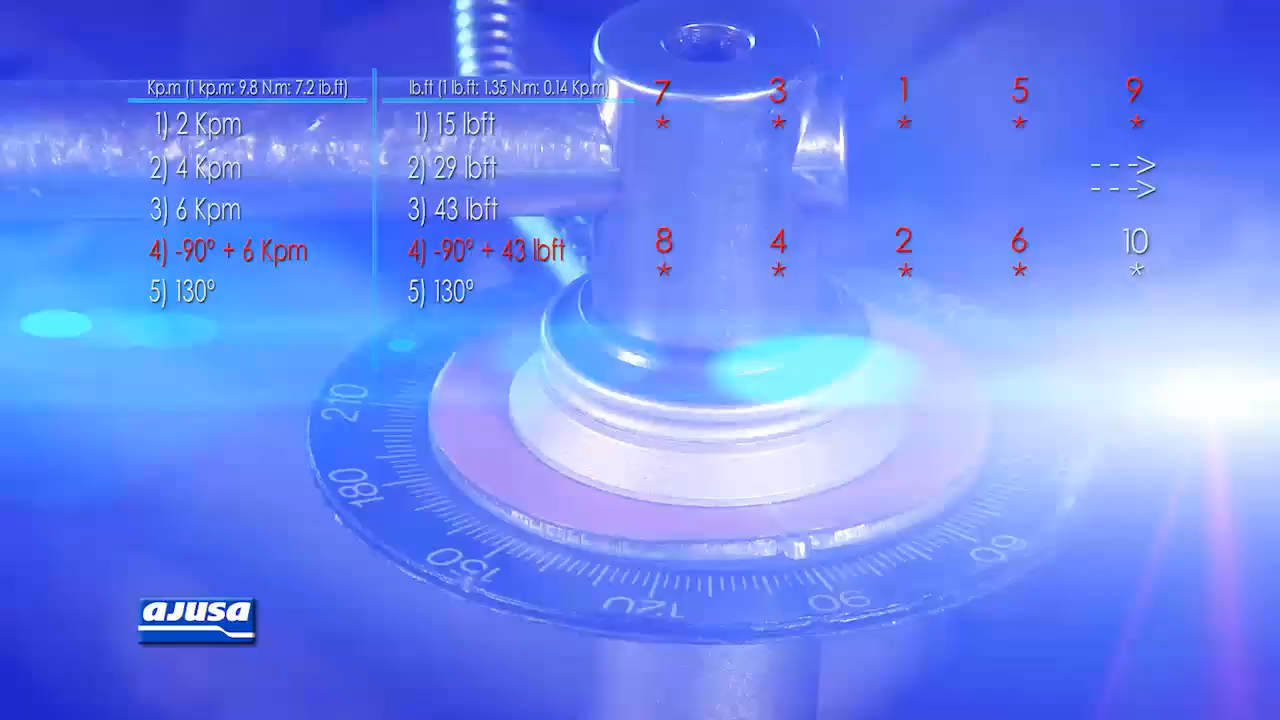 Kp.m (1 kp.m: 9.8 N.m: 7.2 ib.ft)
1) 2 Kpm
2) 4 Kpm
3) 6 Kpm
4) -90º + 6 Kpm
5) 130º
lb.ft (1 lb.ft: 1.35 N.m: 0.14 Kp.m)
1) 15 lbft
2) 29 lbft
3) 43 lbft
4) -90º + 43 lbft
5) 130º
7 3 1 5 9
* * * * *
--->
--->
8 4 2 6 10
* * * * *
210 180 150 120 90 60
ajusa